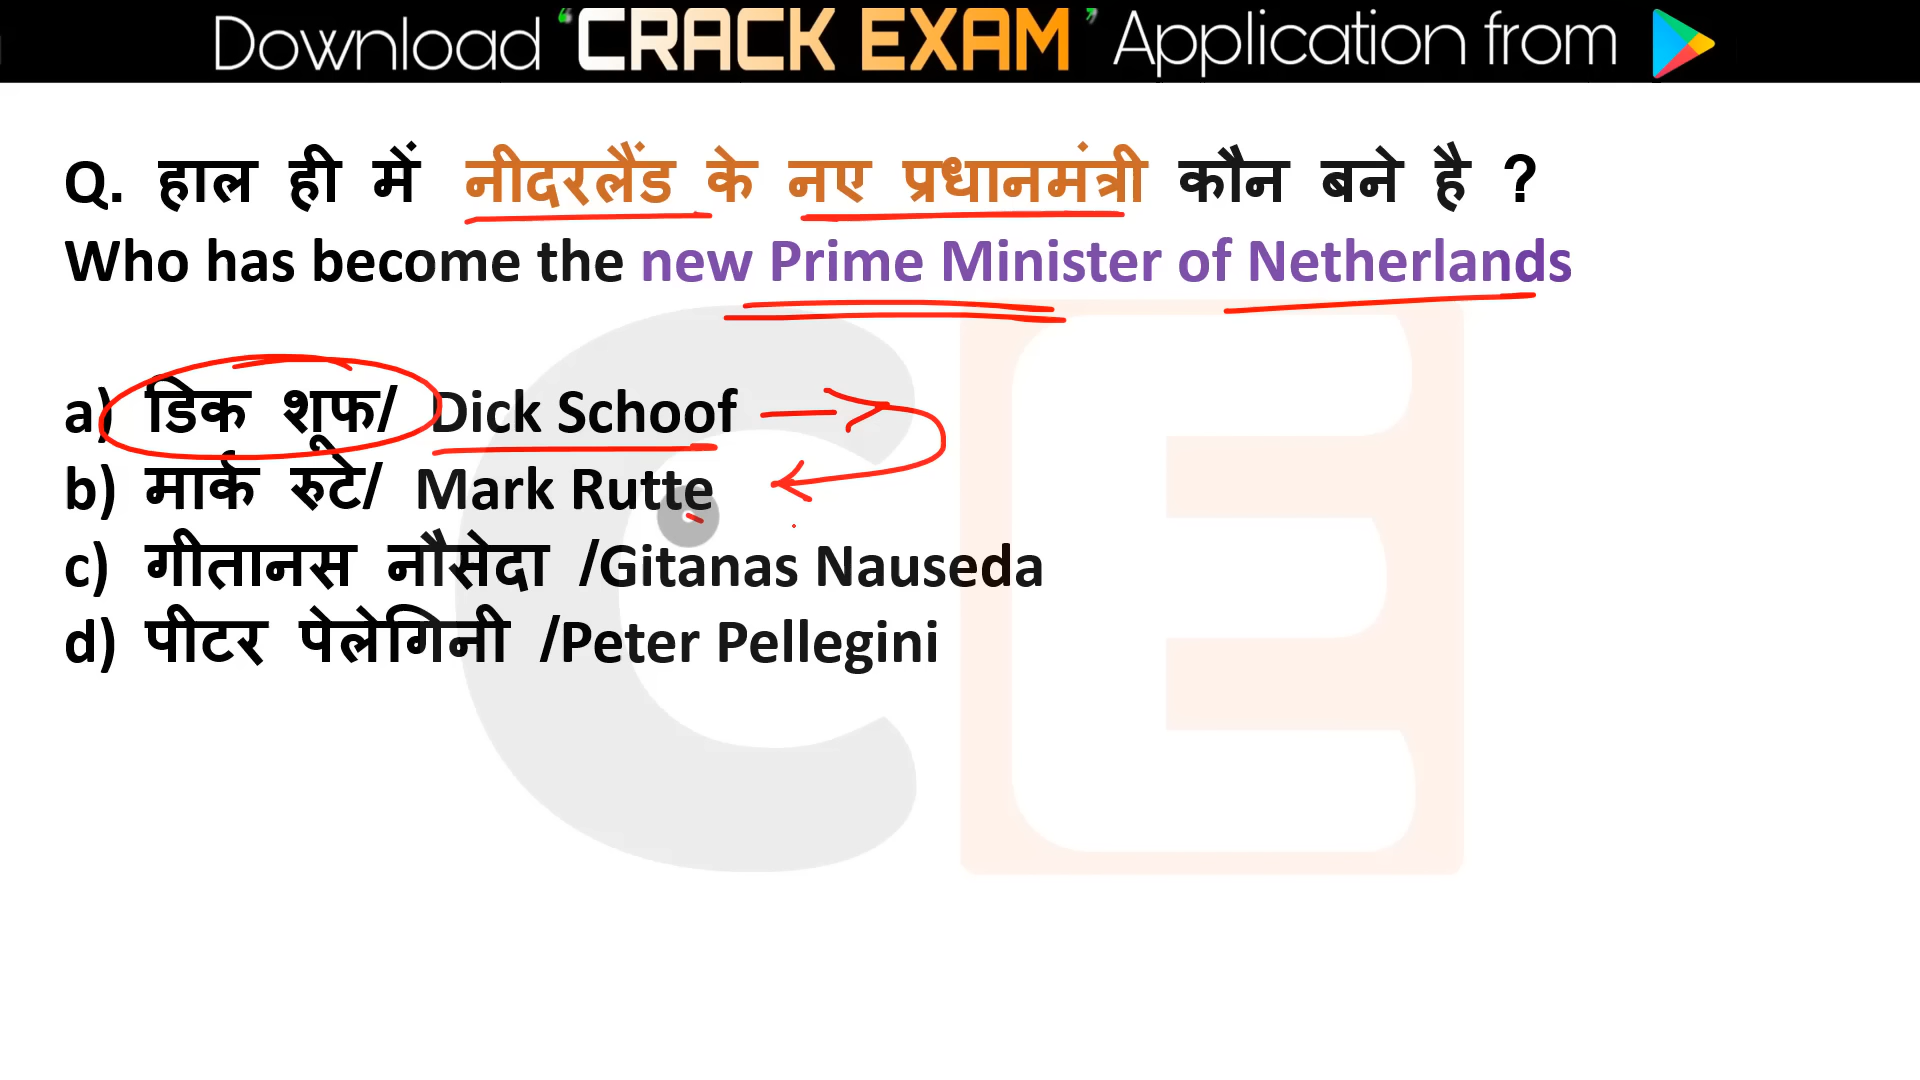 Download ‘CRACK EXAM’ Application from
Q. हाल ही में नीदरलैंड के नए प्रधानमंत्री कौन बने है ?
Who has become the new Prime Minister of Netherlands
a) डिक शूफ/ Dick Schoof
b) मार्क रुटे/ Mark Rutte
c) गीतानस नौसेदा /Gitanas Nauseda
d) पीटर पेलेगिनी /Peter Pellegini
CE